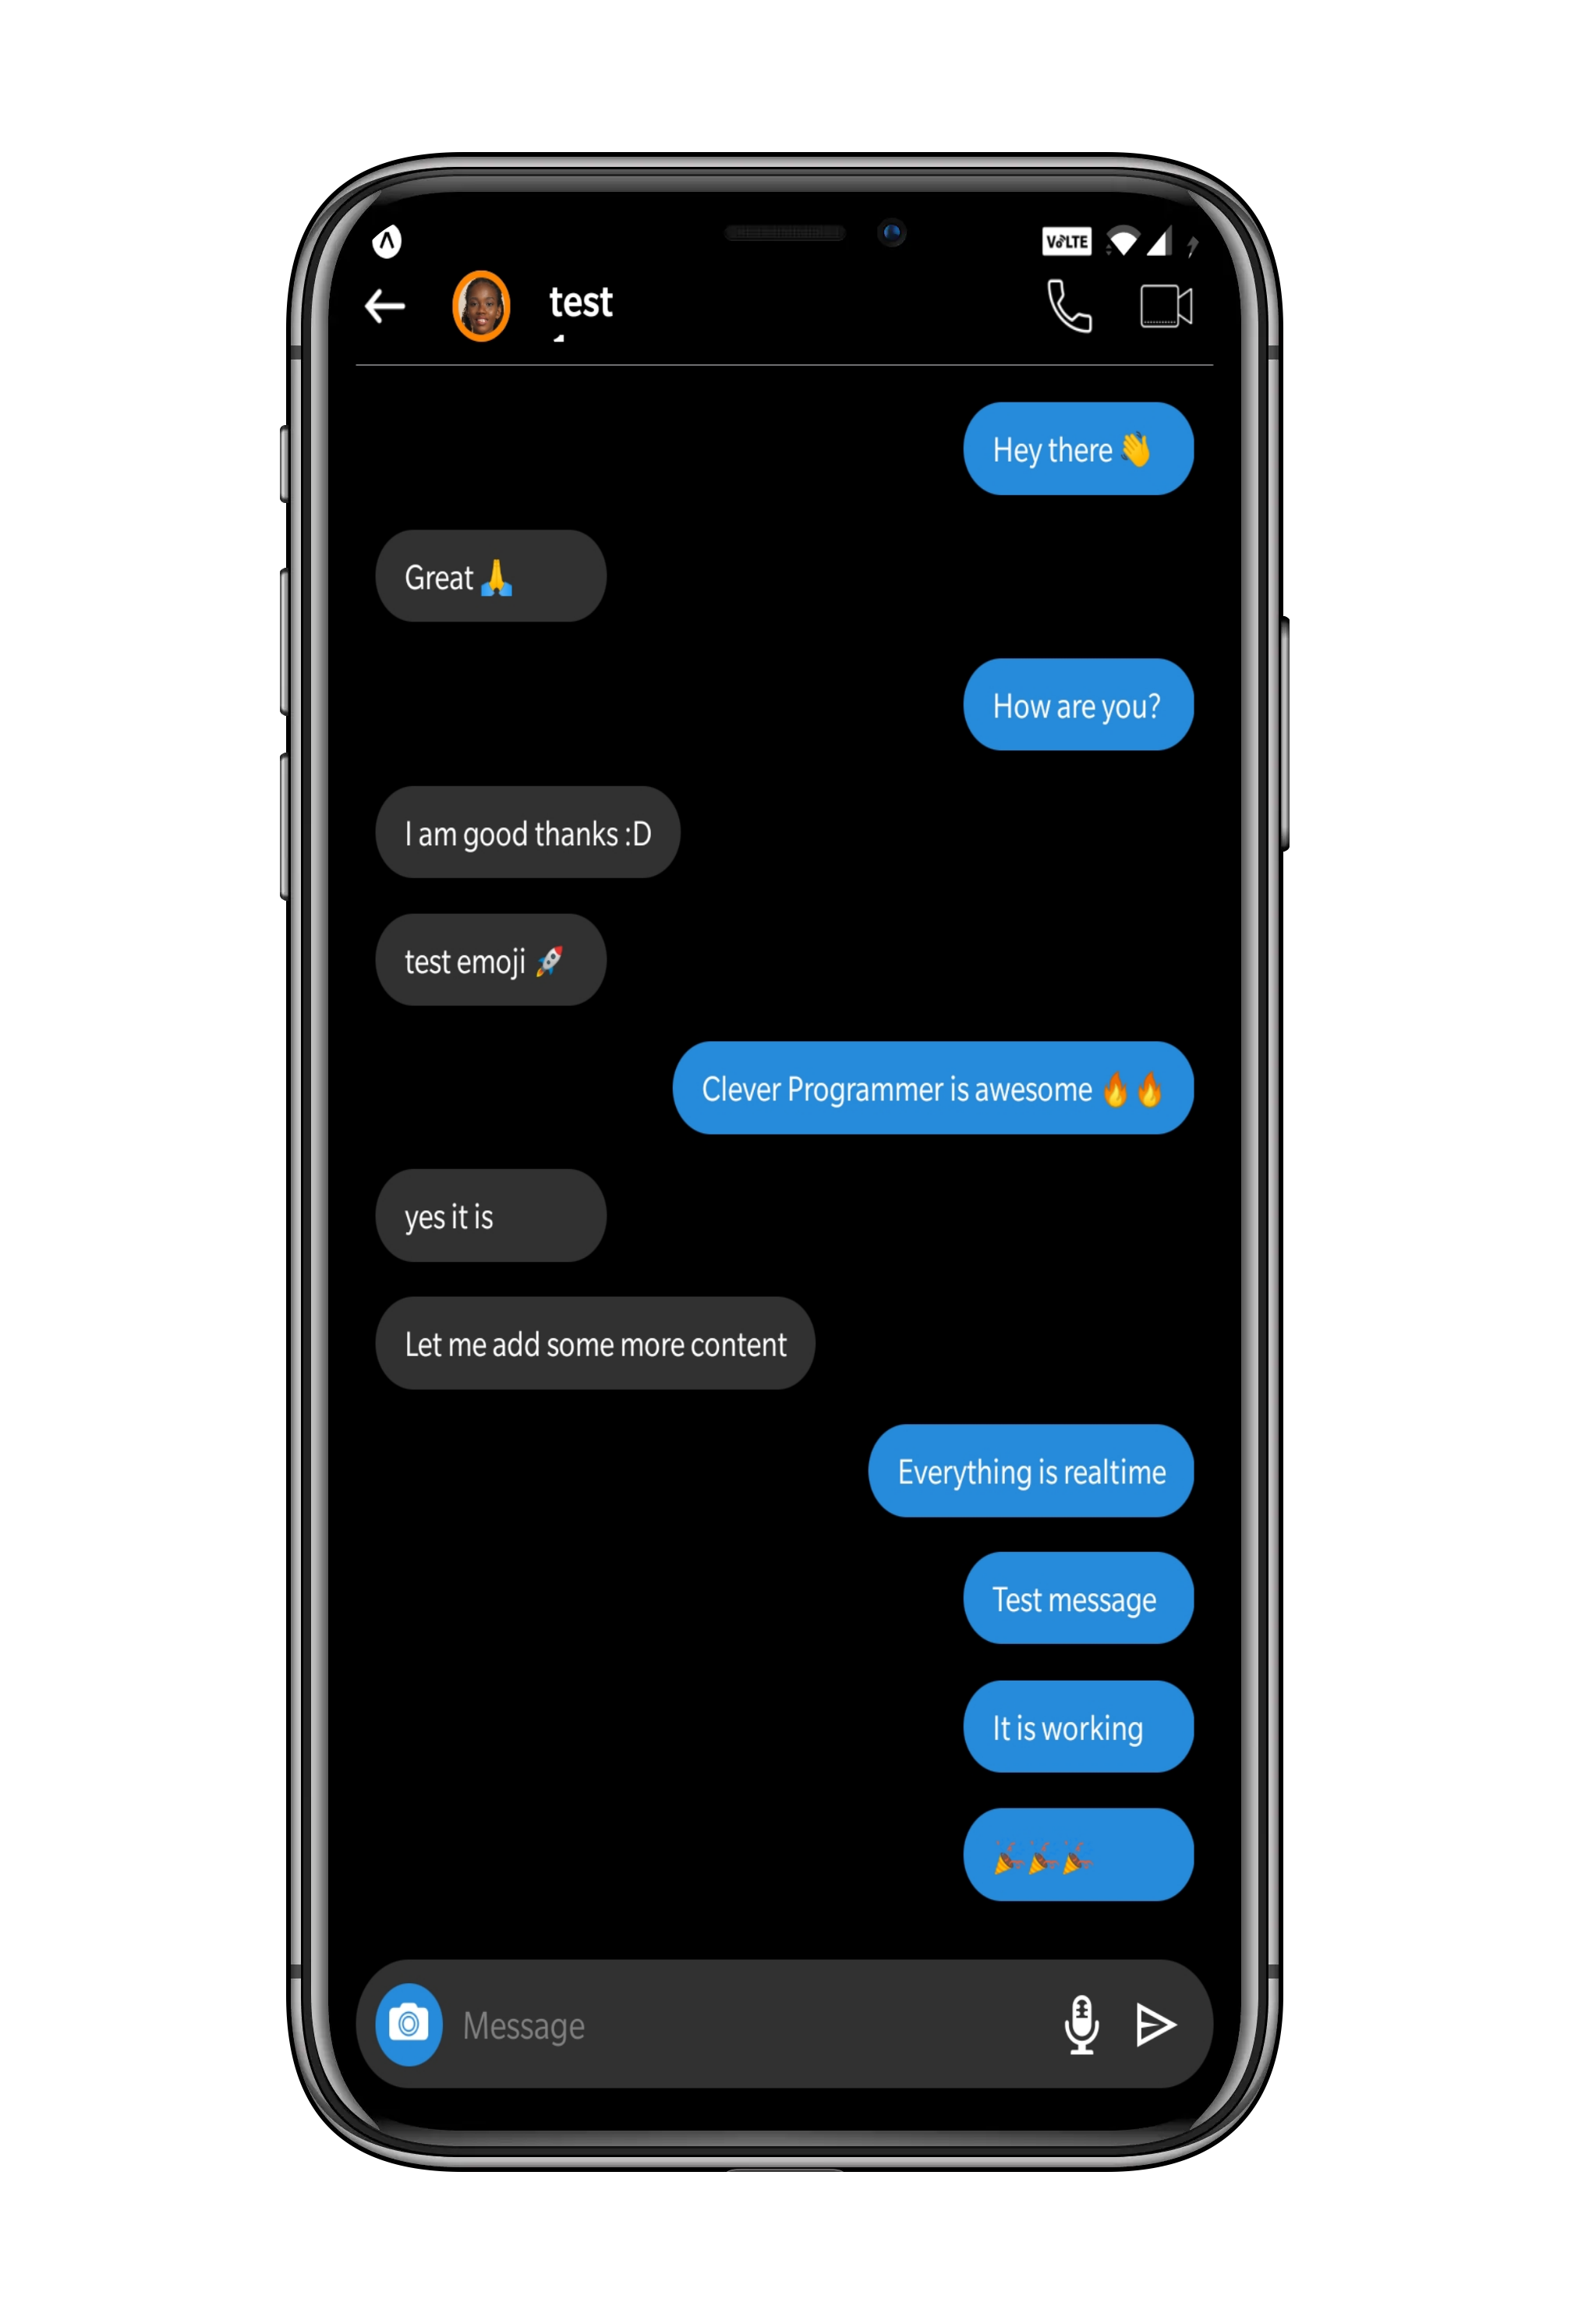 VoLTE
test
Hey there 👋
Great 🙏
How are you?
I am good thanks :D
test emoji 🚀
Clever Programmer is awesome 🔥🔥
yes it is
Let me add some more content
Everything is realtime
Test message
It is working
🎉🎉🎉
Message